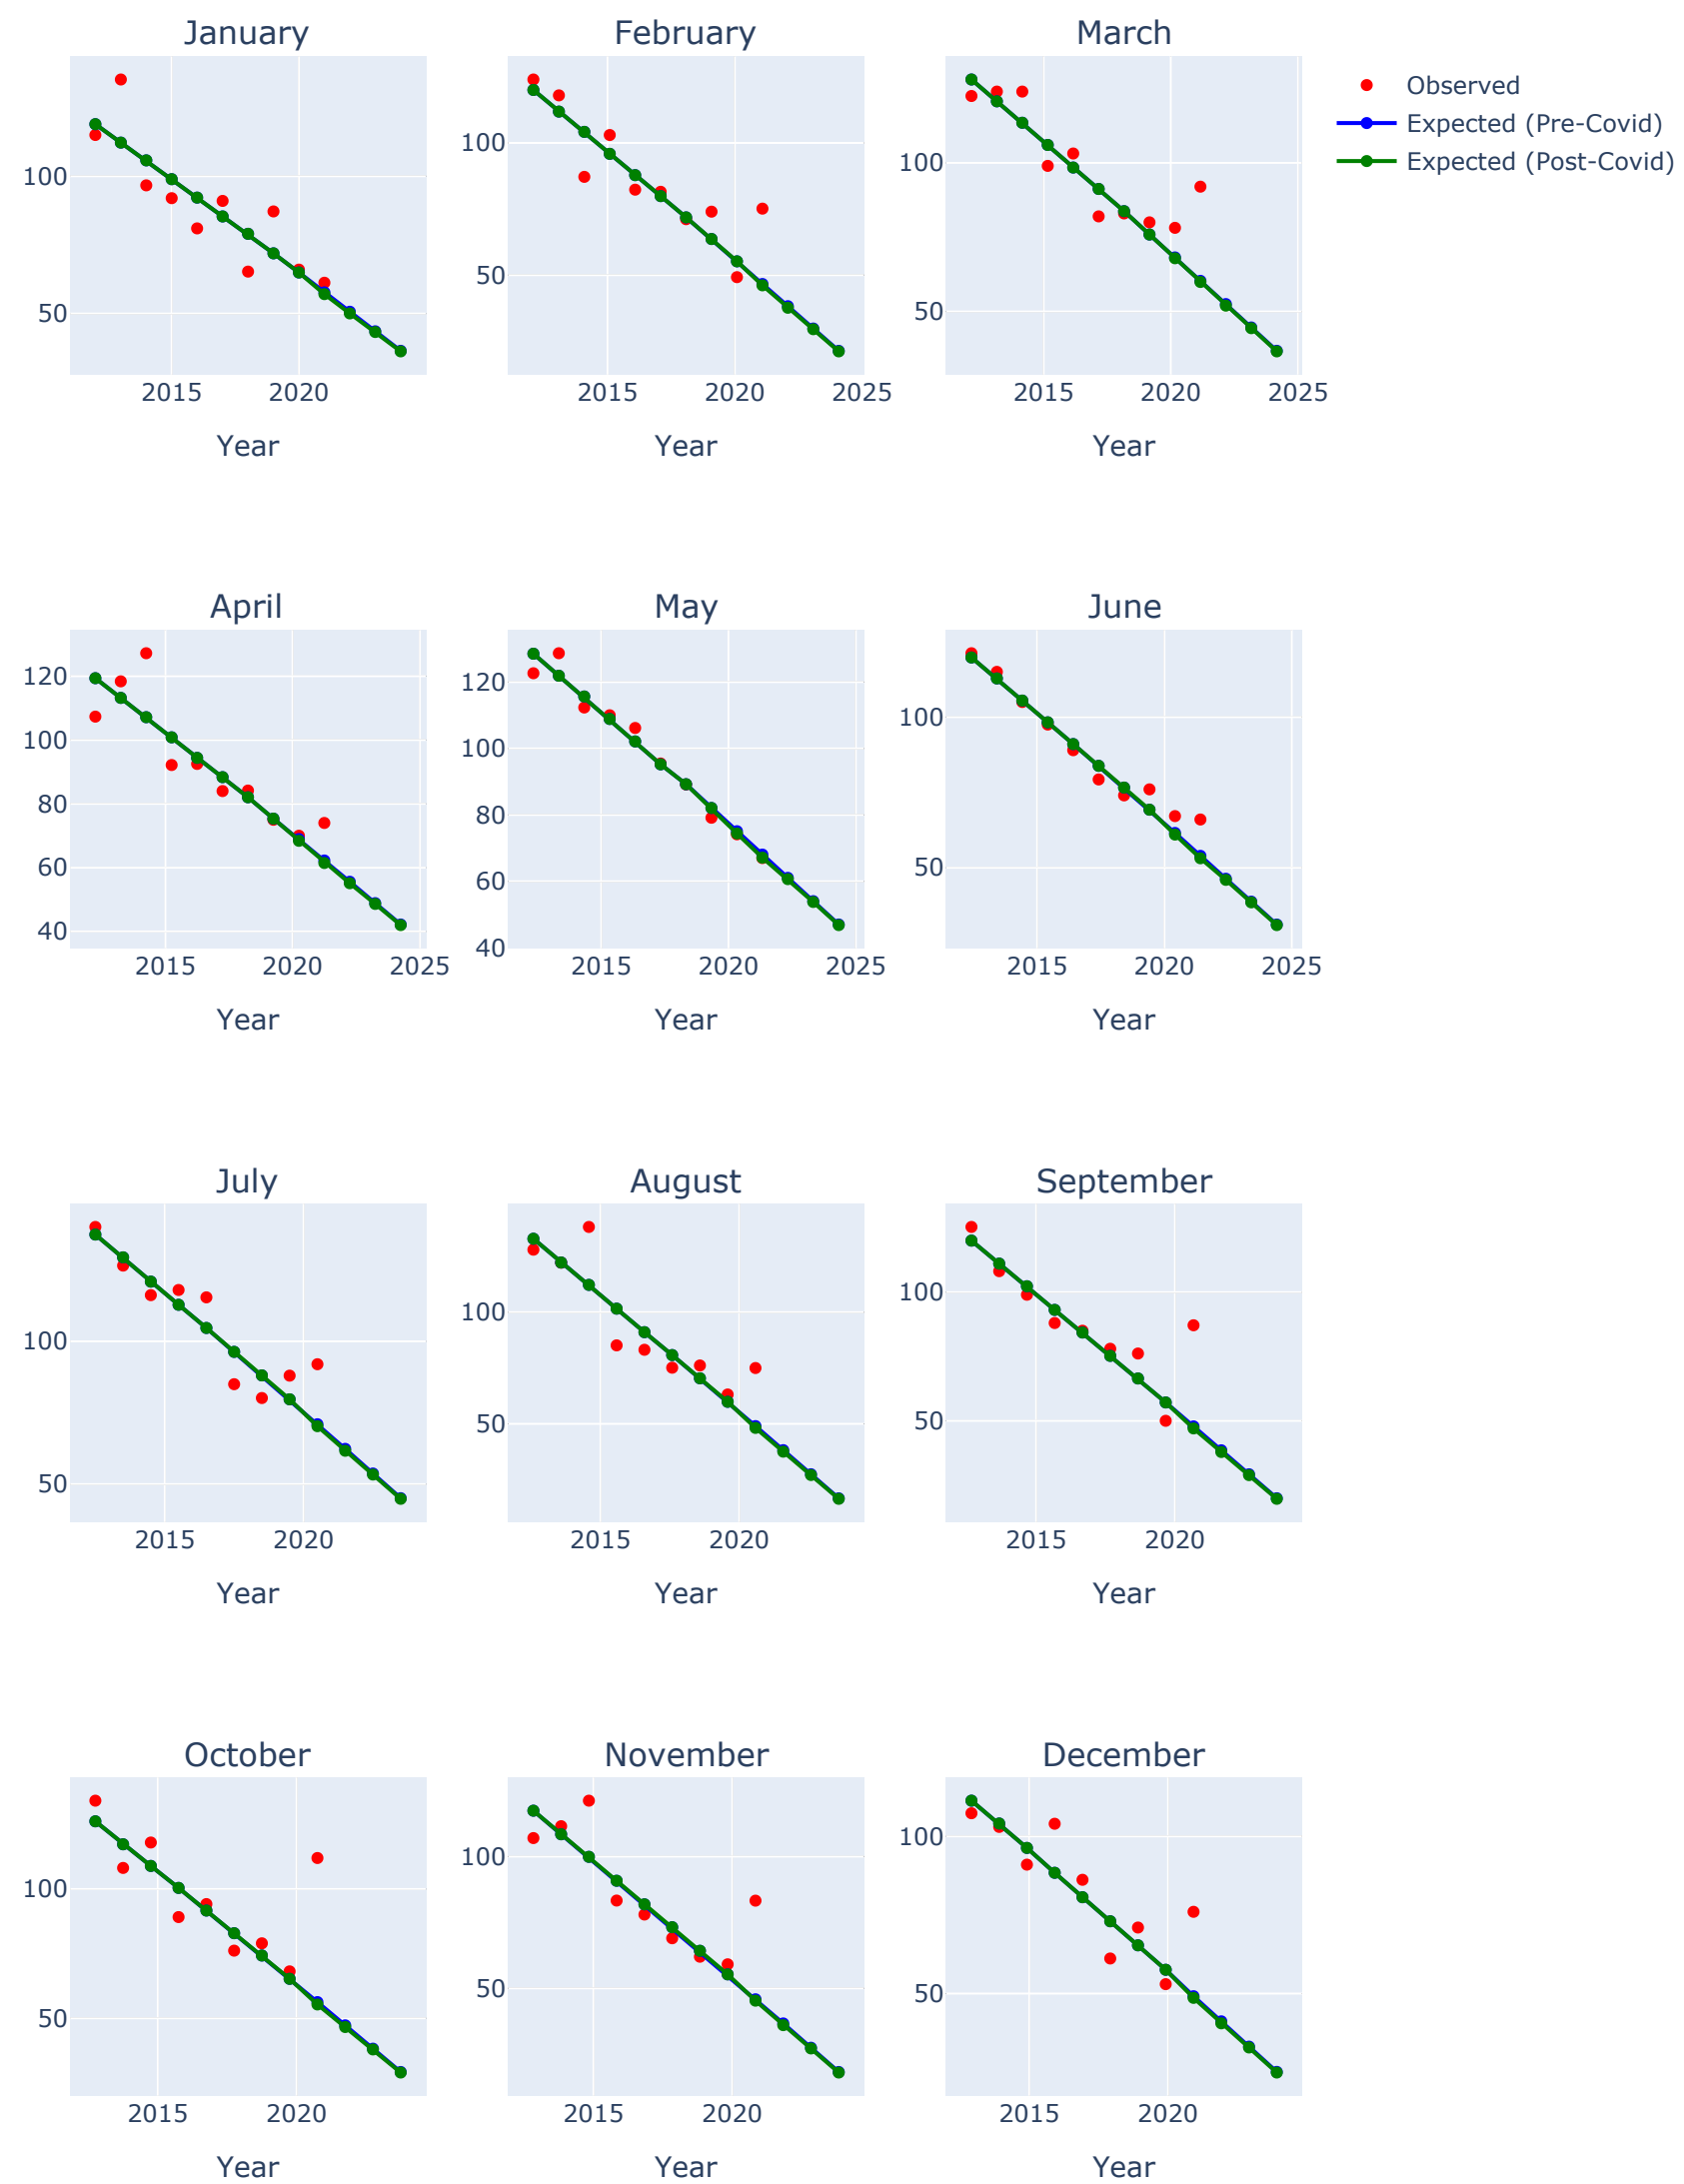 January
February
March
Observed
Expected (Pre-Covid)
Expected (Post-Covid)
100
50
2015
2020
Year
100
50
2015
2020
2025
Year
100
50
2015
2020
2025
Year
April
May
June
120
100
80
60
40
2015
2020
2025
Year
120
100
80
60
40
2015
2020
2025
Year
100
50
2015
2020
2025
Year
July
August
September
100
50
2015
2020
Year
100
50
2015
2020
Year
100
50
2015
2020
Year
October
November
December
100
50
2015
2020
Year
100
50
2015
2020
Year
100
50
2015
2020
Year